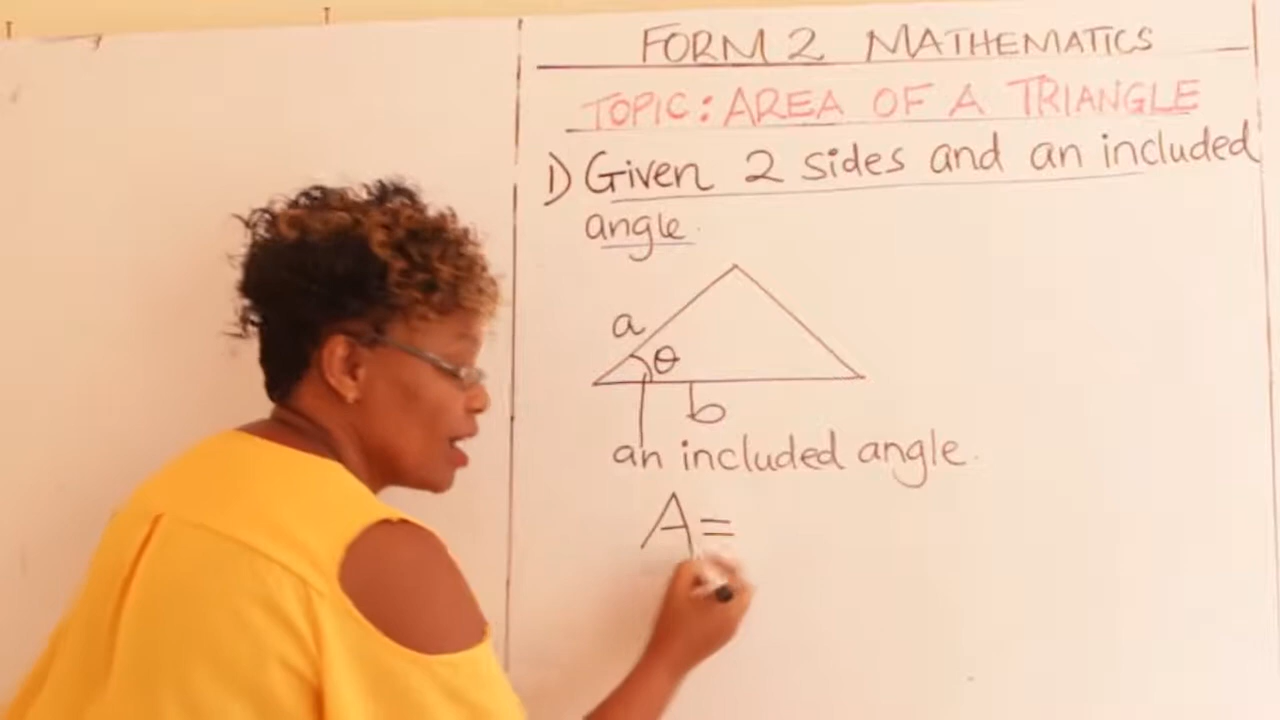 FORM 2 MATHEMATICS
TOPIC: AREA OF A TRIANGLE
1) Given 2 sides and an included
angle.
a
θ
b
an included angle.
A=